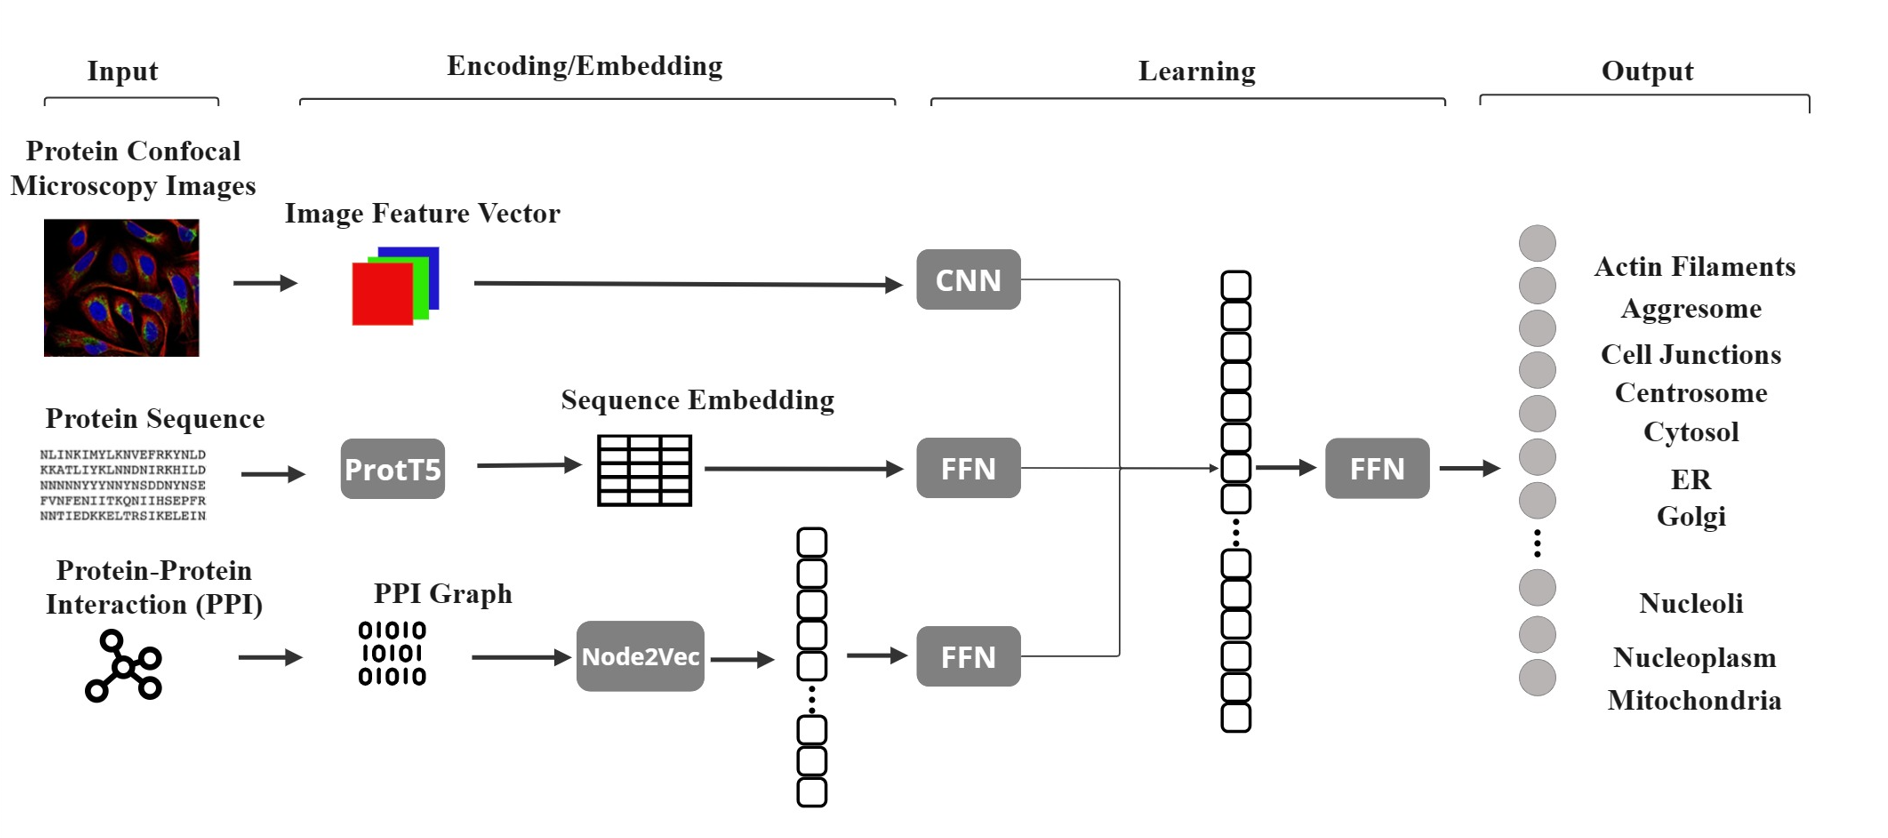 Input
Encoding/Embedding
Learning
Output
Protein Confocal
Microscopy Images
Image Feature Vector
CNN
Protein Sequence
NLINKIMYLKNVEFRKYNLD
KKATLIYKLNNDNIRKHILD
NNNNNYYYNNYNSDDNYNSE
FVNFENIITKQNIIHSEPFR
NNTIEDKKELTRSIKELEIN
ProtT5
Sequence Embedding
FFN
FFN
Protein-Protein
Interaction (PPI)
PPI Graph
01010
10101
01010
Node2Vec
FFN
Actin Filaments
Aggresome
Cell Junctions
Centrosome
Cytosol
ER
Golgi
Nucleoli
Nucleoplasm
Mitochondria